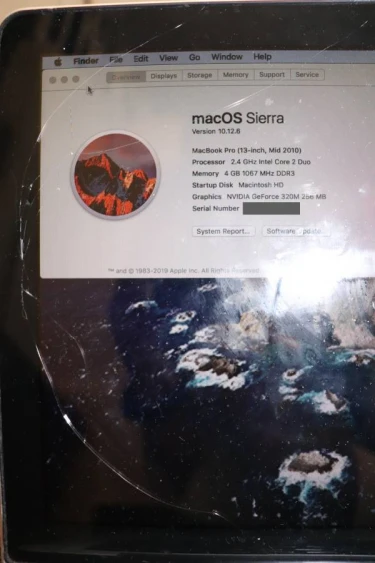 Finder File Edit View Go Window Help
Overview Displays Storage Memory Support Service
macOS Sierra
Version 10.12.6
MacBook Pro (13-inch, Mid 2010)
Processor 2.4 GHz Intel Core 2 Duo
Memory 4 GB 1067 MHz DDR3
Startup Disk Macintosh HD
Graphics NVIDIA GeForce 320M 256 MB
Serial Number
System Report... Software Update...
™ and © 1983-2019 Apple Inc. All Rights